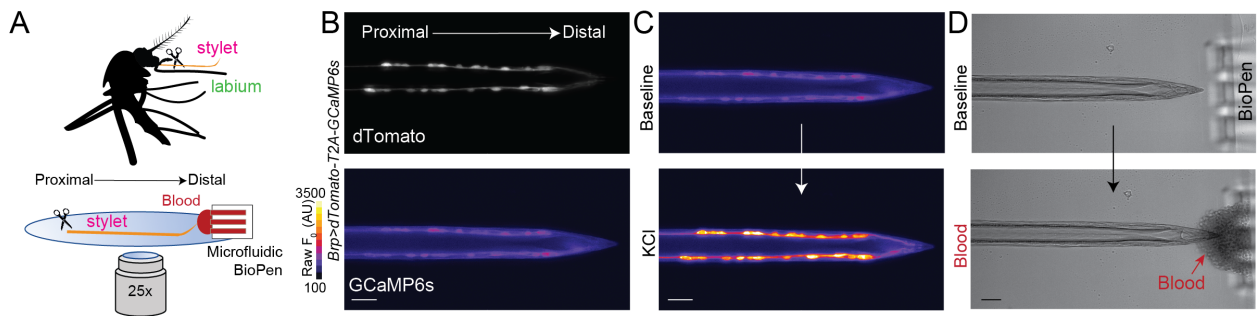 A
stylet
labium
Proximal
Distal
Blood
stylet
Microfluidic
BioPen
25x
B
Proximal
Distal
dTomato
Brp>dTomato-T2A-GCaMP6s
3500
Raw F0 (AU)
100
GCaMP6s
C
Baseline
KCl
D
Baseline
BioPen
Blood
Blood